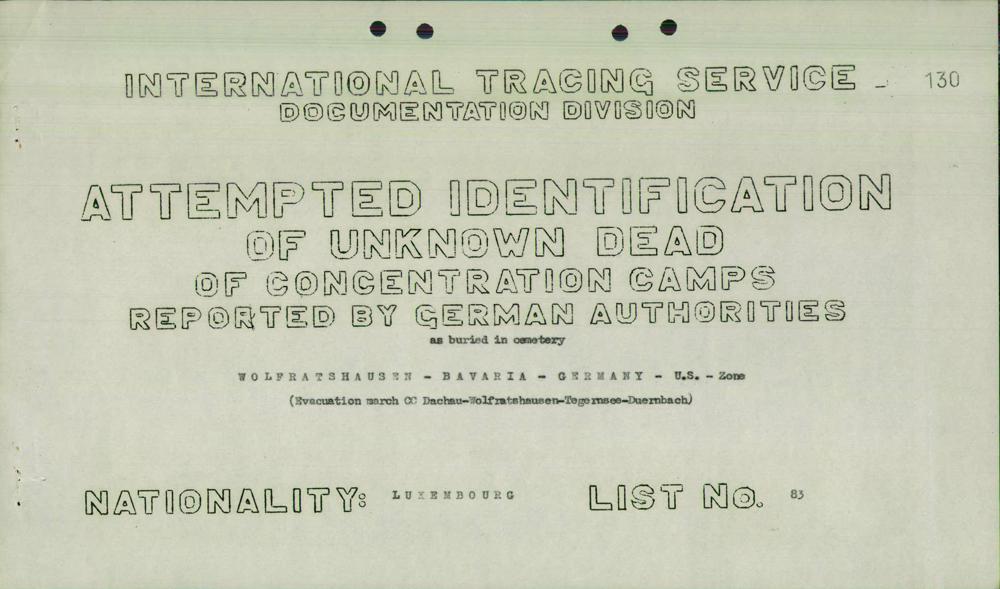 INTERNATIONAL TRACING SERVICE - 130
DOCUMENTATION DIVISION
ATTEMPTED IDENTIFICATION
OF UNKNOWN DEAD
OF CONCENTRATION CAMPS
REPORTED BY GERMAN AUTHORITIES
as buried in cemetery
WOLFRATSHAUSEN - BAVARIA - GERMANY - U.S. - Zone
(Evacuation march CC Dachau-Wolfratshausen-Tegernsee-Duernbach)
NATIONALITY: LUXEMBOURG LIST No. 83